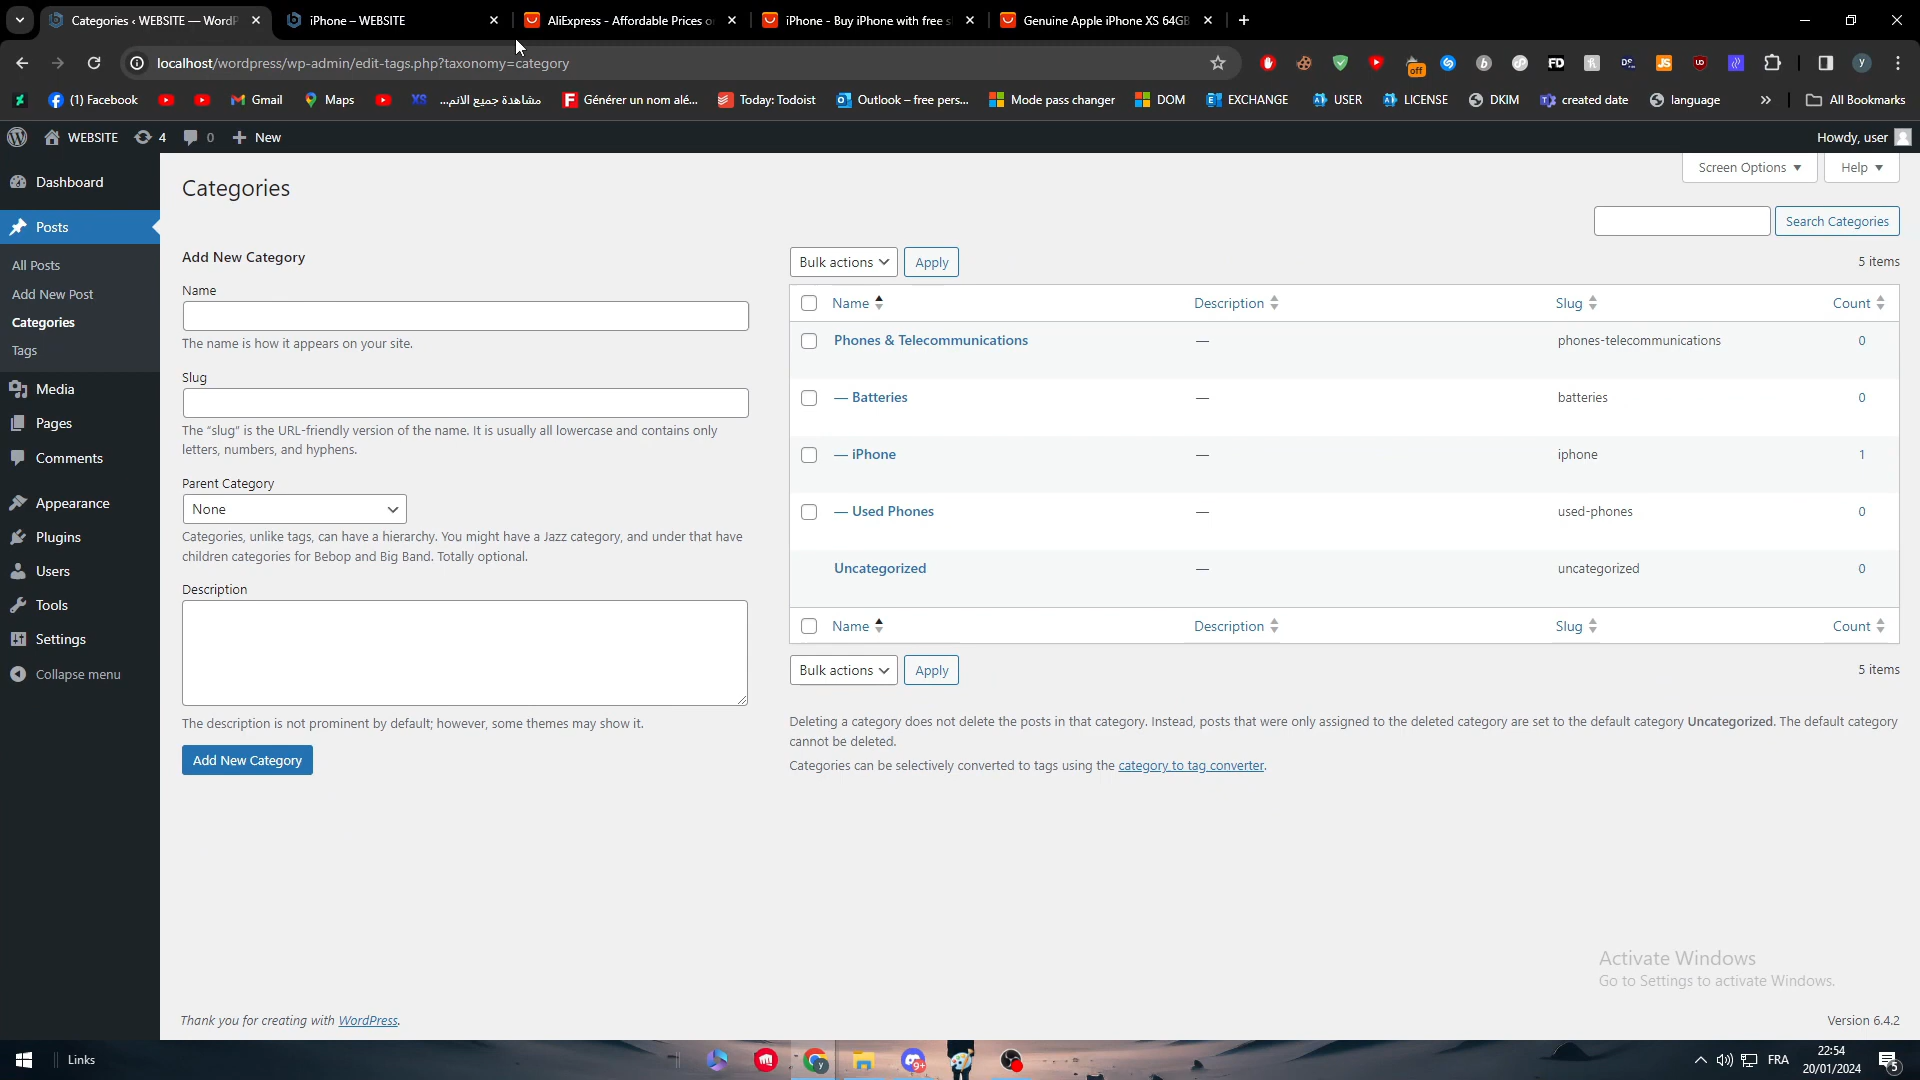 Categories ‹ WEBSITE — WordP
iPhone – WEBSITE
AliExpress - Affordable Prices o
iPhone - Buy iPhone with free s
Genuine Apple iPhone XS 64GB
localhost/wordpress/wp-admin/edit-tags.php?taxonomy=category
off
FD
JS
y
(1) Facebook
Gmail
Maps
XS
مشاهدة جميع الانم...
Générer un nom alé...
Today: Todoist
Outlook – free pers...
Mode pass changer
DOM
EXCHANGE
USER
LICENSE
DKIM
created date
language
»
All Bookmarks
WEBSITE
4
0
New
Howdy, user
Dashboard
Posts
All Posts
Add New Post
Categories
Tags
Media
Pages
Comments
Appearance
Plugins
Users
Tools
Settings
Collapse menu
Categories
Screen Options
Help
Search Categories
Add New Category
Name
The name is how it appears on your site.
Slug
The “slug” is the URL-friendly version of the name. It is usually all lowercase and contains only
letters, numbers, and hyphens.
Parent Category
None
Categories, unlike tags, can have a hierarchy. You might have a Jazz category, and under that have
children categories for Bebop and Big Band. Totally optional.
Description
The description is not prominent by default; however, some themes may show it.
Add New Category
Bulk actions
Apply
5 items
Name Description Slug Count
Phones & Telecommunications — phones-telecommunications 0
— Batteries — batteries 0
— iPhone — iphone 1
— Used Phones — used-phones 0
Uncategorized — uncategorized 0
Name Description Slug Count
Bulk actions
Apply
5 items
Deleting a category does not delete the posts in that category. Instead, posts that were only assigned to the deleted category are set to the default category Uncategorized. The default category
cannot be deleted.
Categories can be selectively converted to tags using the category to tag converter.
Activate Windows
Go to Settings to activate Windows.
Thank you for creating with WordPress.
Version 6.4.2
Links
9+
FRA
22:54
20/01/2024
5